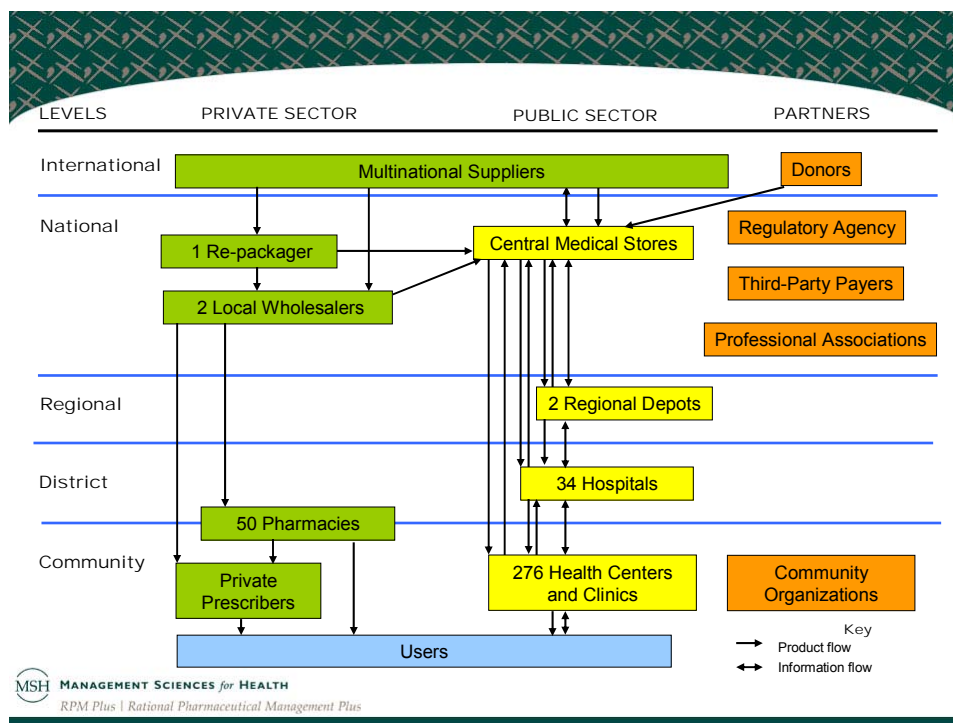 LEVELS PRIVATE SECTOR PUBLIC SECTOR PARTNERS
International
Multinational Suppliers
Donors
National
1 Re-packager
Central Medical Stores
Regulatory Agency
2 Local Wholesalers
Third-Party Payers
Professional Associations
Regional
2 Regional Depots
District
34 Hospitals
50 Pharmacies
Community
Private
Prescribers
276 Health Centers
and Clinics
Community
Organizations
Users
Key
Product flow
Information flow
MSH MANAGEMENT SCIENCES for HEALTH
RPM Plus | Rational Pharmaceutical Management Plus